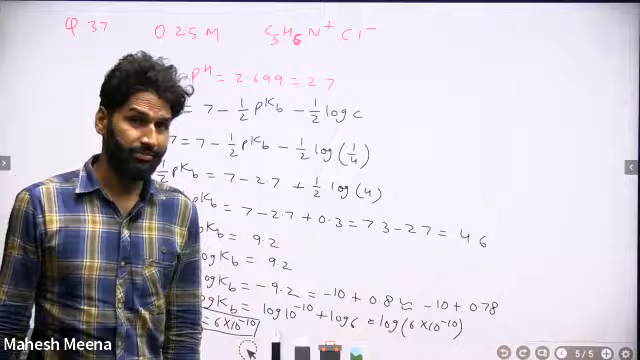 Q 37 0.25 M C5H6N+ Cl-
pH = 2.699 = 2.7
= 7 - 1/2 pKb - 1/2 log c
7 = 7 - 1/2 pKb - 1/2 log (1/4)
1/2 pKb = 7 - 2.7 + 1/2 log (4)
pKb = 7 - 2.7 + 0.3 = 7.3 - 2.7 = 4.6
Kb = 9.2
log Kb = 9.2
ogKb = -9.2 = -10 + 0.8 ≈ -10 + 0.78
ogKb = log 10^-10 + log 6 = log (6 × 10^-10)
= 6 × 10^-10
Mahesh Meena
5 / 5